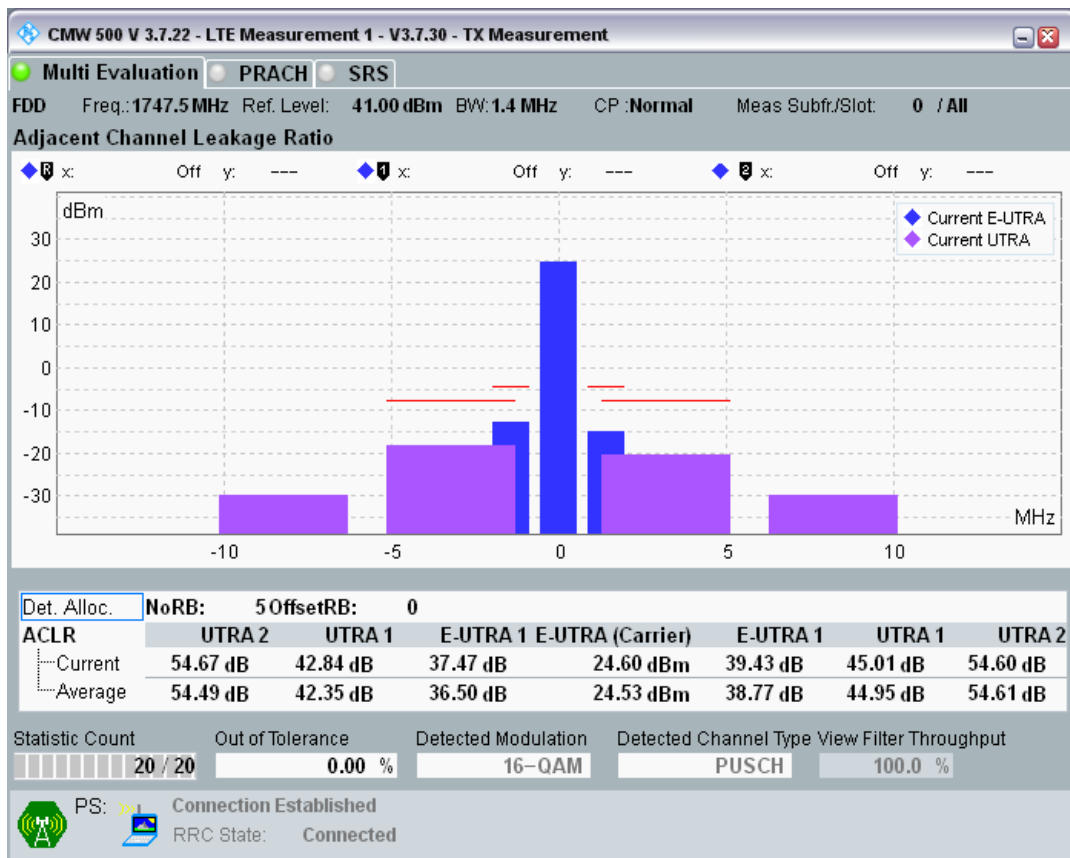 CMW 500 V 3.7.22 - LTE Measurement 1 - V3.7.30 - TX Measurement
Multi Evaluation PRACH SRS
FDD Freq.: 1747.5 MHz Ref. Level: 41.00 dBm BW: 1.4 MHz CP :Normal Meas Subfr./Slot: 0 / All
Adjacent Channel Leakage Ratio
R x: Off y: --- 1 x: Off y: --- 2 x: Off y: ---
dBm
Current E-UTRA
Current UTRA
30
20
10
0
-10
-20
-30
MHz
-10 -5 0 5 10
Det. Alloc. NoRB: 5 OffsetRB: 0
ACLR UTRA 2 UTRA 1 E-UTRA 1 E-UTRA (Carrier) E-UTRA 1 UTRA 1 UTRA 2
Current 54.67 dB 42.84 dB 37.47 dB 24.60 dBm 39.43 dB 45.01 dB 54.60 dB
Average 54.49 dB 42.35 dB 36.50 dB 24.53 dBm 38.77 dB 44.95 dB 54.61 dB
Statistic Count Out of Tolerance Detected Modulation Detected Channel Type View Filter Throughput
20 / 20 0.00 % 16-QAM PUSCH 100.0 %
PS: Connection Established
RRC State: Connected